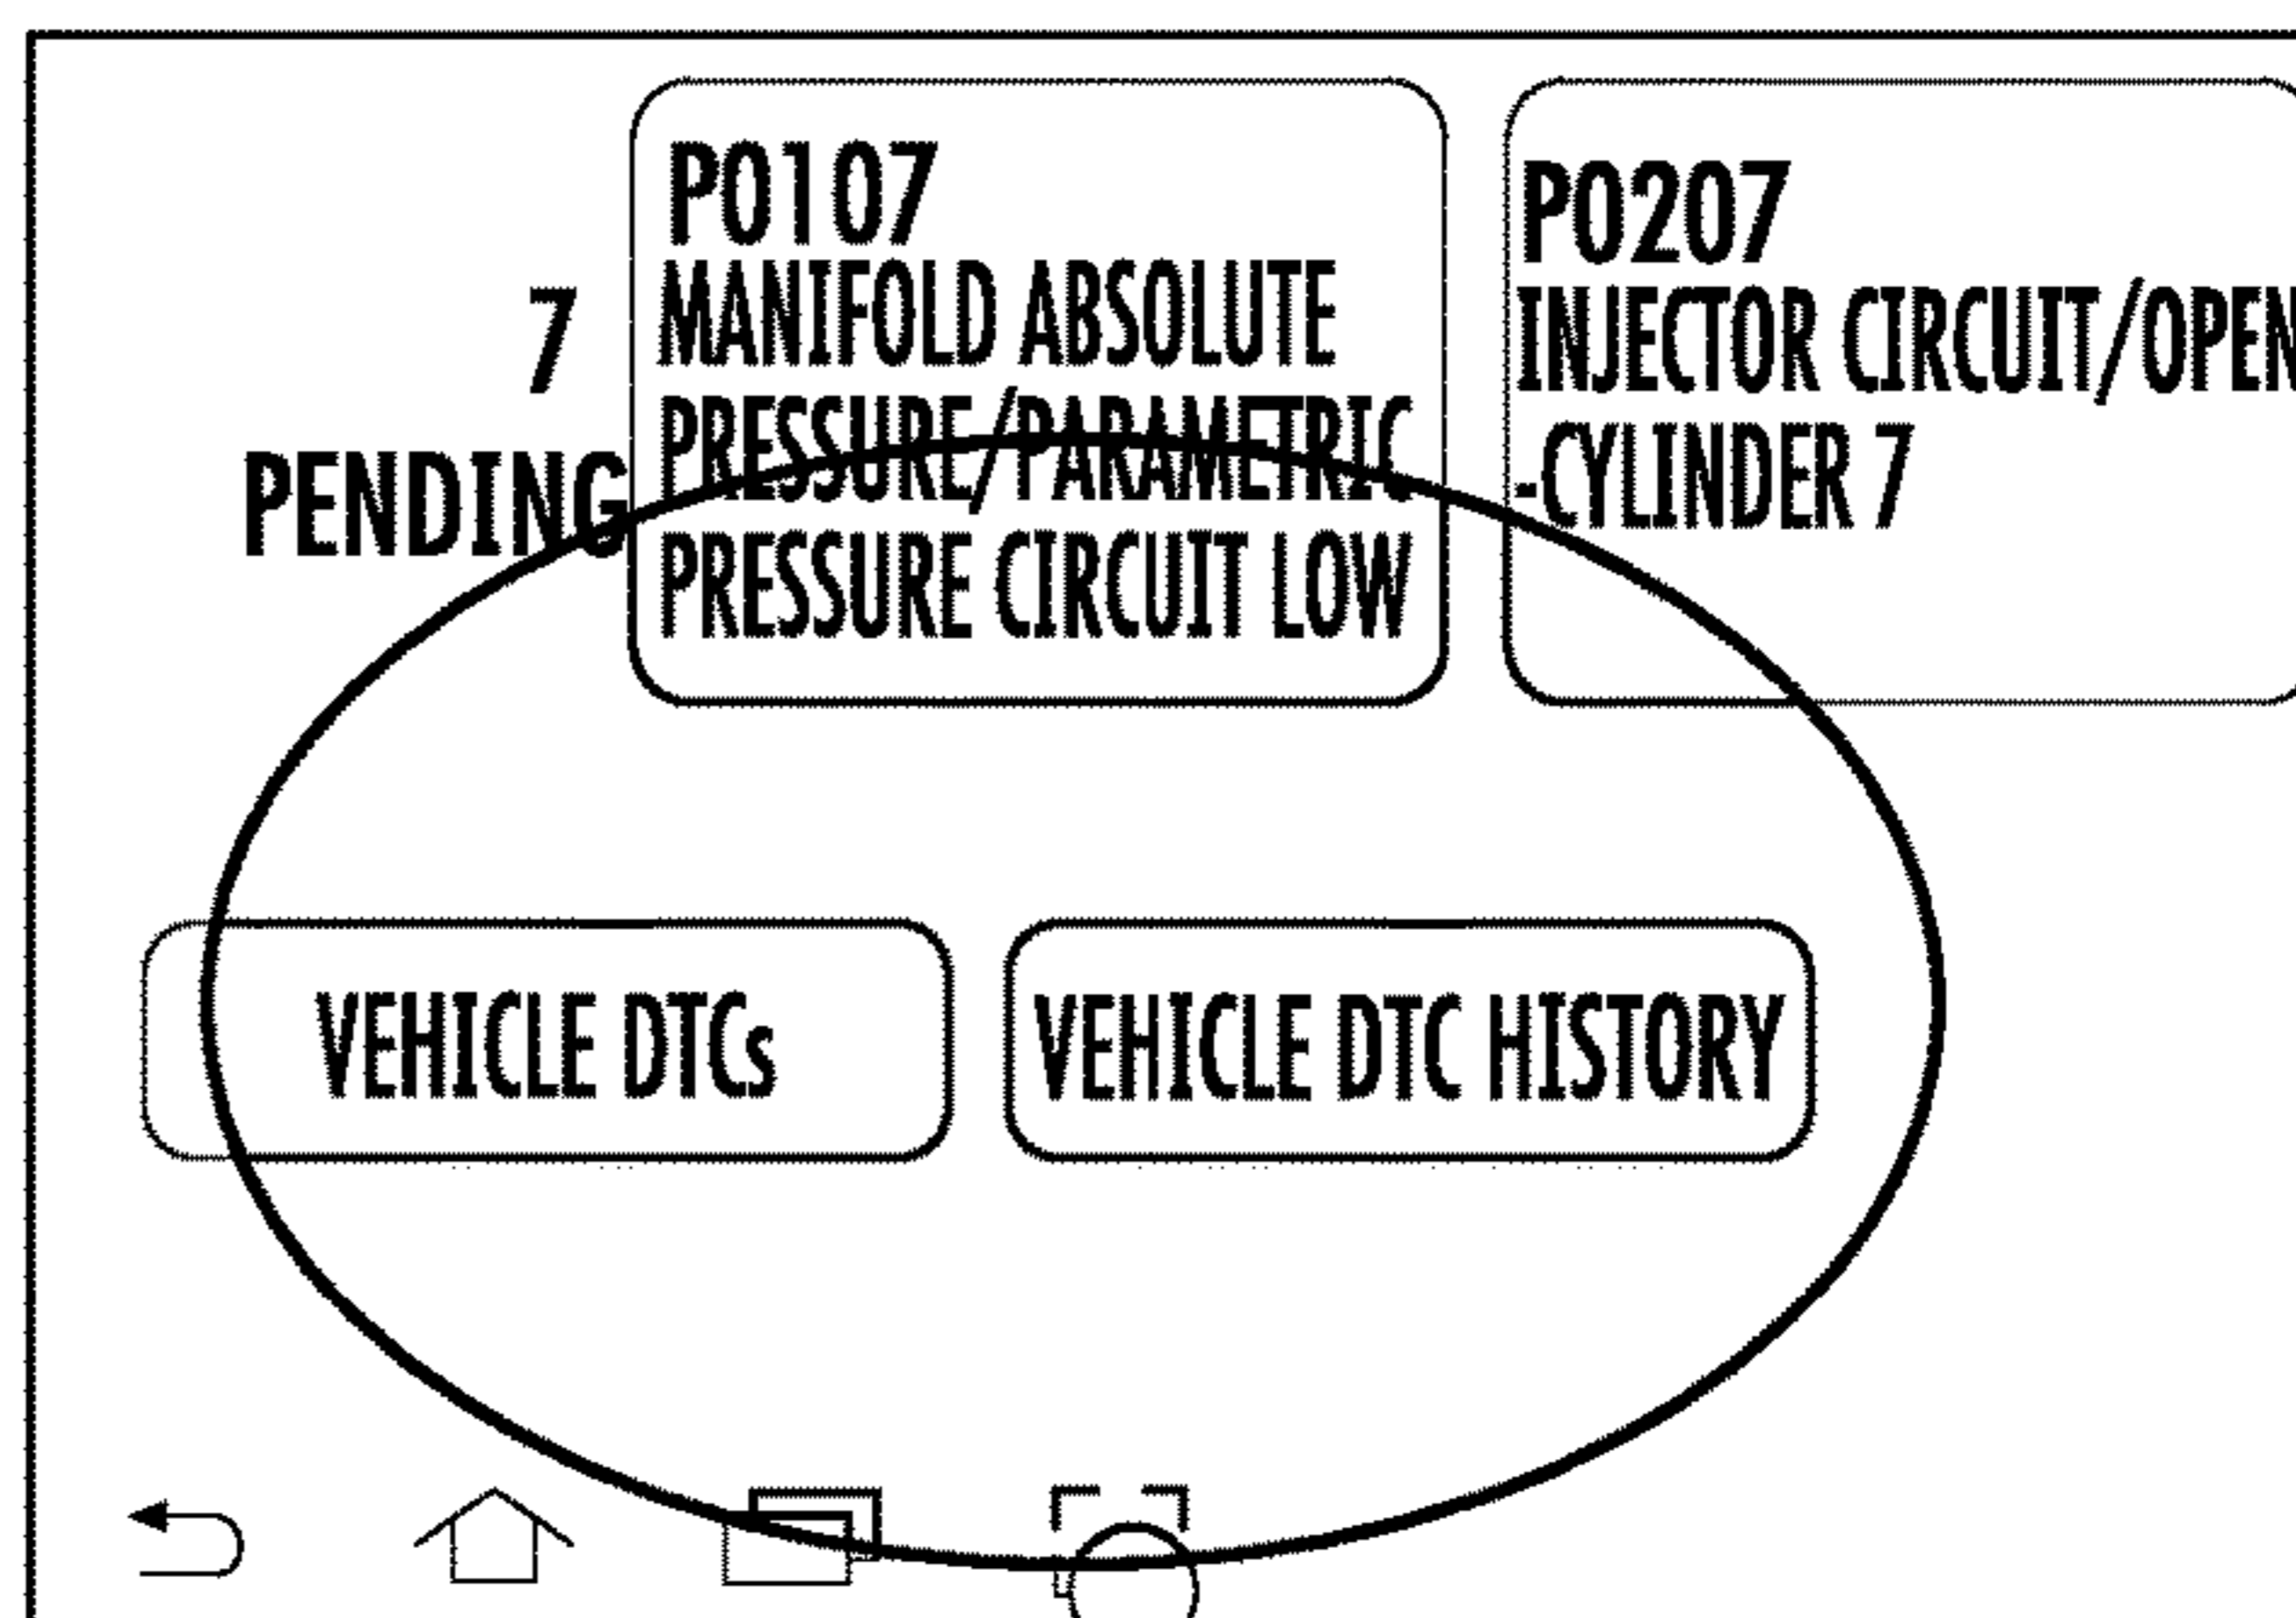 7
PENDING
P0107
MANIFOLD ABSOLUTE
PRESSURE/PARAMETRIC
PRESSURE CIRCUIT LOW
P0207
INJECTOR CIRCUIT/OPEN
-CYLINDER 7
VEHICLE DTCs
VEHICLE DTC HISTORY